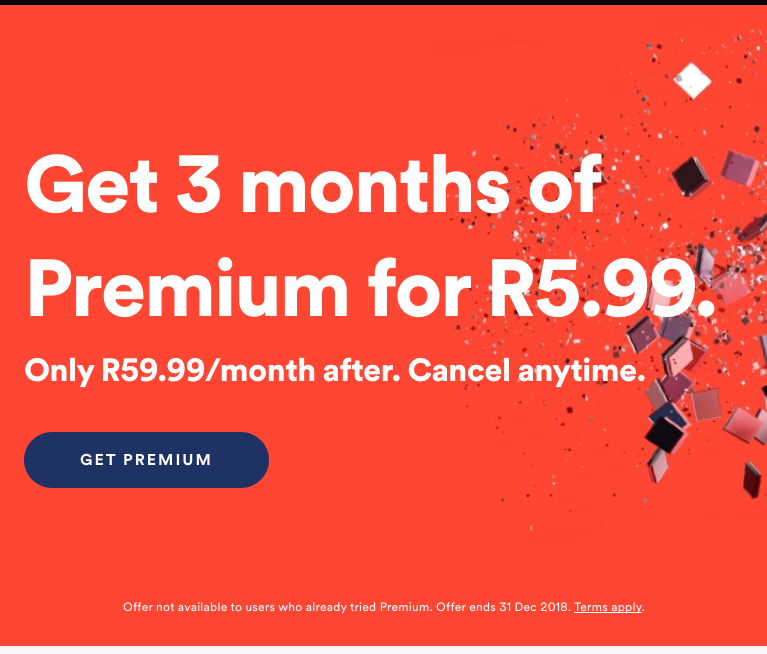 Get 3 months of
Premium for R5.99.
Only R59.99/month after. Cancel anytime.
GET PREMIUM
Offer not available to users who already tried Premium. Offer ends 31 Dec 2018. Terms apply.